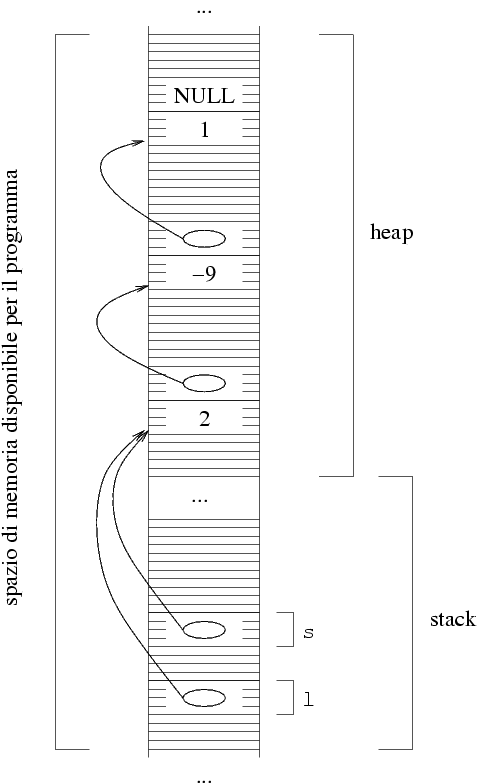 ...
NULL
1
heap
–9
2
...
s
stack
l
...
spazio di memoria disponibile per il programma